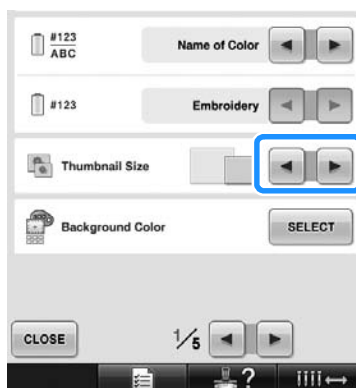 #123
ABC
Name of Color
#123
Embroidery
Thumbnail Size
Background Color
SELECT
CLOSE
1/5
?